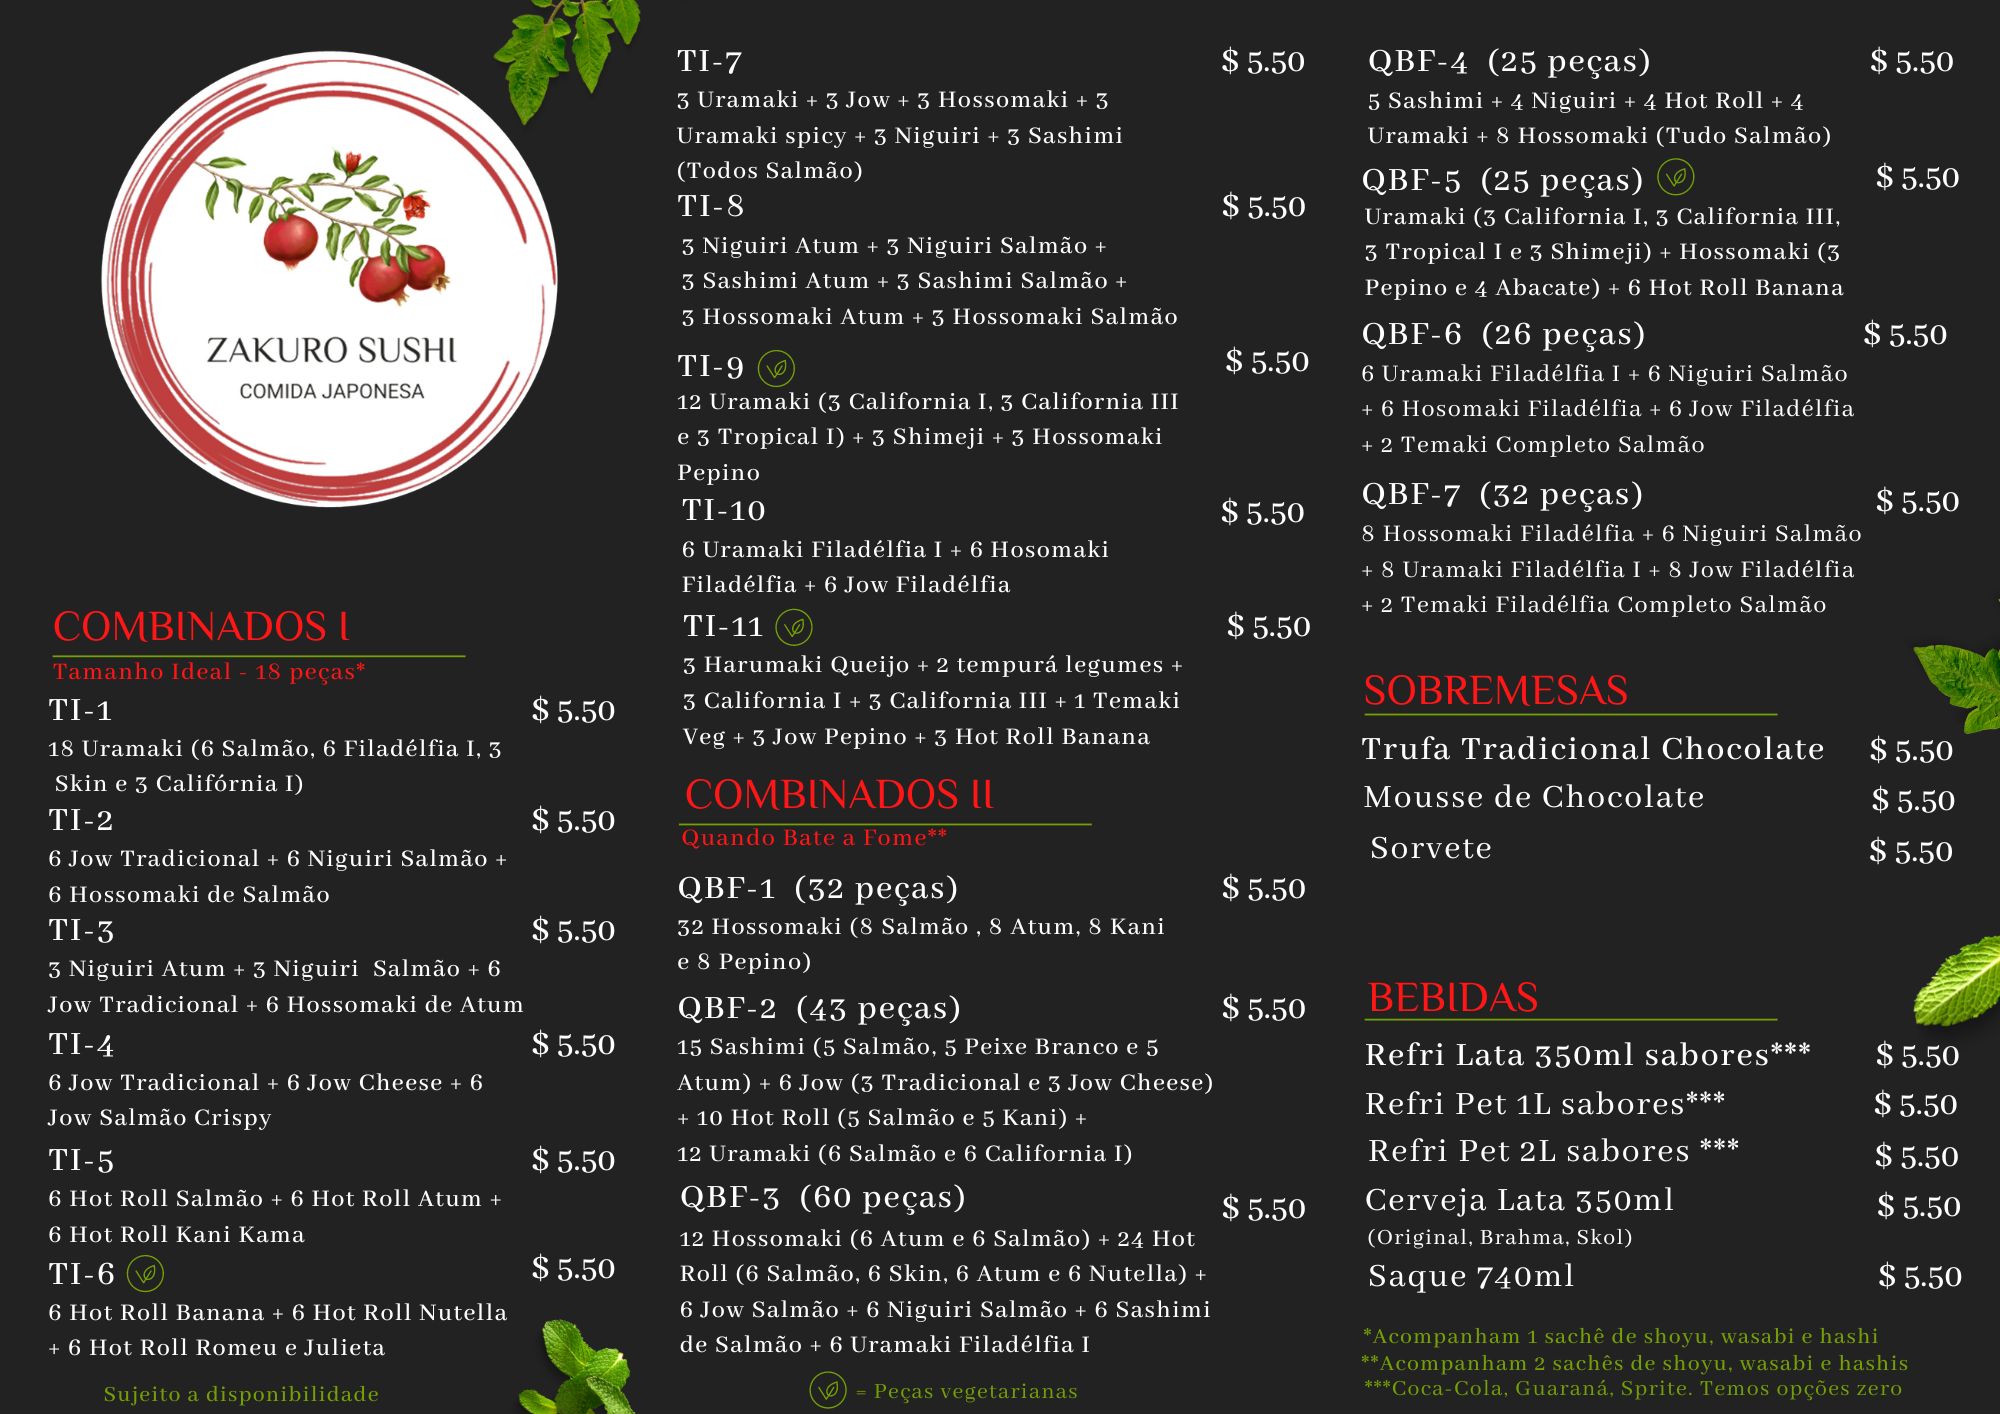 ZAKURO SUSHI
COMIDA JAPONESA
COMBINADOS I
Tamanho Ideal - 18 peças*
TI-1 $ 5.50
18 Uramaki (6 Salmão, 6 Filadélfia I, 3
Skin e 3 Califórnia I)
TI-2 $ 5.50
6 Jow Tradicional + 6 Niguiri Salmão +
6 Hossomaki de Salmão
TI-3 $ 5.50
3 Niguiri Atum + 3 Niguiri Salmão + 6
Jow Tradicional + 6 Hossomaki de Atum
TI-4 $ 5.50
6 Jow Tradicional + 6 Jow Cheese + 6
Jow Salmão Crispy
TI-5 $ 5.50
6 Hot Roll Salmão + 6 Hot Roll Atum +
6 Hot Roll Kani Kama
TI-6 $ 5.50
6 Hot Roll Banana + 6 Hot Roll Nutella
+ 6 Hot Roll Romeu e Julieta
Sujeito a disponibilidade
TI-7 $ 5.50
3 Uramaki + 3 Jow + 3 Hossomaki + 3
Uramaki spicy + 3 Niguiri + 3 Sashimi
(Todos Salmão)
TI-8 $ 5.50
3 Niguiri Atum + 3 Niguiri Salmão +
3 Sashimi Atum + 3 Sashimi Salmão +
3 Hossomaki Atum + 3 Hossomaki Salmão
TI-9 $ 5.50
12 Uramaki (3 California I, 3 California III
e 3 Tropical I) + 3 Shimeji + 3 Hossomaki
Pepino
TI-10 $ 5.50
6 Uramaki Filadélfia I + 6 Hosomaki
Filadélfia + 6 Jow Filadélfia
TI-11 $ 5.50
3 Harumaki Queijo + 2 tempurá legumes +
3 California I + 3 California III + 1 Temaki
Veg + 3 Jow Pepino + 3 Hot Roll Banana
COMBINADOS II
Quando Bate a Fome**
QBF-1 (32 peças) $ 5.50
32 Hossomaki (8 Salmão , 8 Atum, 8 Kani
e 8 Pepino)
QBF-2 (43 peças) $ 5.50
15 Sashimi (5 Salmão, 5 Peixe Branco e 5
Atum) + 6 Jow (3 Tradicional e 3 Jow Cheese)
+ 10 Hot Roll (5 Salmão e 5 Kani) +
12 Uramaki (6 Salmão e 6 California I)
QBF-3 (60 peças) $ 5.50
12 Hossomaki (6 Atum e 6 Salmão) + 24 Hot
Roll (6 Salmão, 6 Skin, 6 Atum e 6 Nutella) +
6 Jow Salmão + 6 Niguiri Salmão + 6 Sashimi
de Salmão + 6 Uramaki Filadélfia I
= Peças vegetarianas
QBF-4 (25 peças) $ 5.50
5 Sashimi + 4 Niguiri + 4 Hot Roll + 4
Uramaki + 8 Hossomaki (Tudo Salmão)
QBF-5 (25 peças) $ 5.50
Uramaki (3 California I, 3 California III,
3 Tropical I e 3 Shimeji) + Hossomaki (3
Pepino e 4 Abacate) + 6 Hot Roll Banana
QBF-6 (26 peças) $ 5.50
6 Uramaki Filadélfia I + 6 Niguiri Salmão
+ 6 Hosomaki Filadélfia + 6 Jow Filadélfia
+ 2 Temaki Completo Salmão
QBF-7 (32 peças) $ 5.50
8 Hossomaki Filadélfia + 6 Niguiri Salmão
+ 8 Uramaki Filadélfia I + 8 Jow Filadélfia
+ 2 Temaki Filadélfia Completo Salmão
SOBREMESAS
Trufa Tradicional Chocolate $ 5.50
Mousse de Chocolate $ 5.50
Sorvete $ 5.50
BEBIDAS
Refri Lata 350ml sabores*** $ 5.50
Refri Pet 1L sabores*** $ 5.50
Refri Pet 2L sabores *** $ 5.50
Cerveja Lata 350ml $ 5.50
(Original, Brahma, Skol)
Saque 740ml $ 5.50
*Acompanham 1 sachê de shoyu, wasabi e hashi
**Acompanham 2 sachês de shoyu, wasabi e hashis
***Coca-Cola, Guaraná, Sprite. Temos opções zero